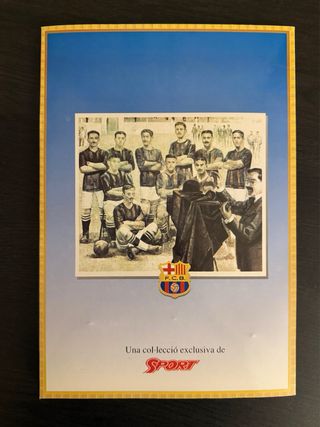 F.C.B.
Una col·lecció exclusiva de
SPORT